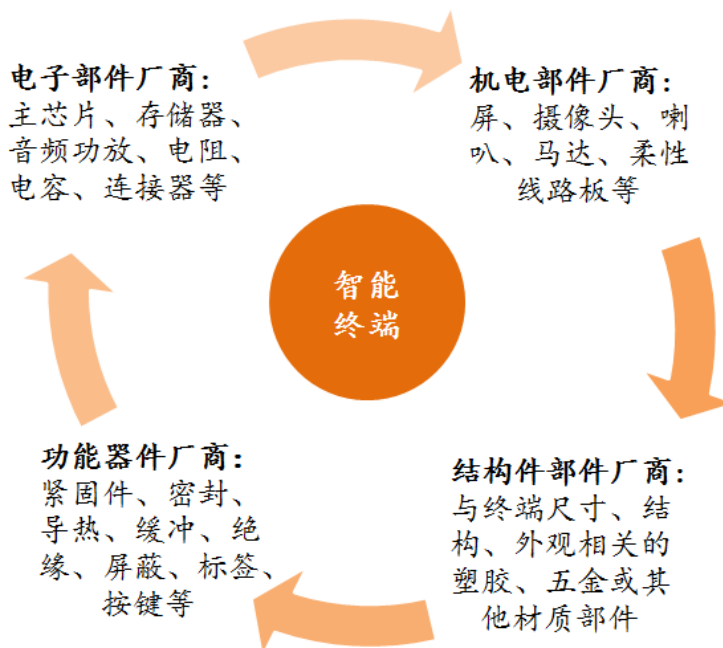 电子部件厂商：
主芯片、存储器、
音频功放、电阻、
电容、连接器等
机电部件厂商：
屏、摄像头、喇
叭、马达、柔性
线路板等
智能
终端
功能器件厂商：
紧固件、密封、
导热、缓冲、绝
缘、屏蔽、标签、
按键等
结构件部件厂商：
与终端尺寸、结
构、外观相关的
塑胶、五金或其
他材质部件